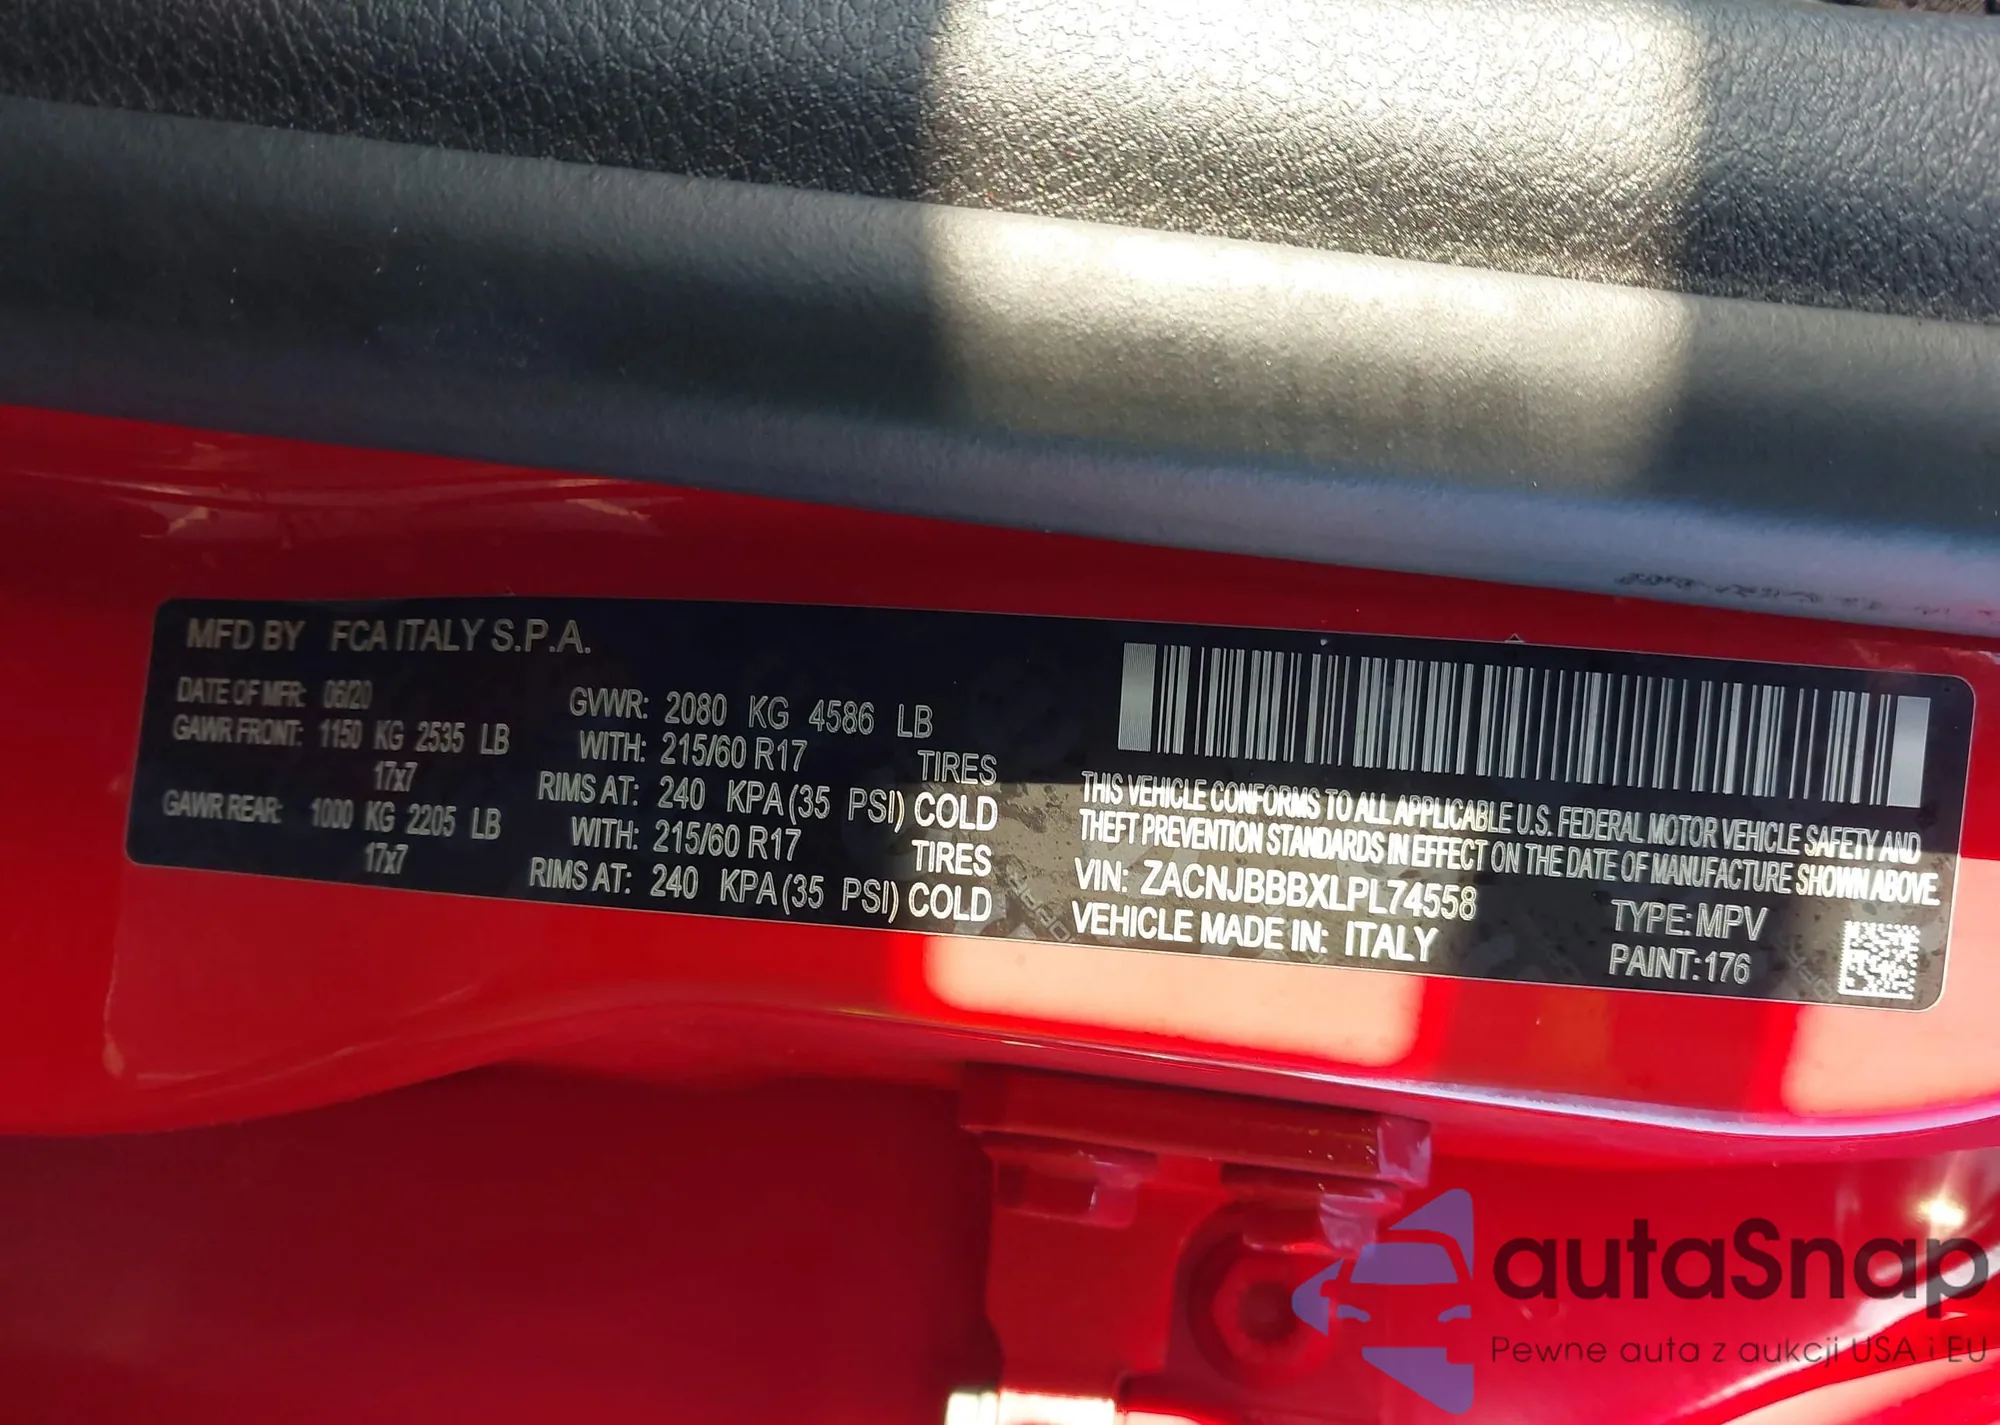 MFD BY FCA ITALY S.P.A.
DATE OF MFR: 06/20 GVWR: 2080 KG 4586 LB
GAWR FRONT: 1150 KG 2535 LB WITH: 215/60 R17 TIRES
17x7 RIMS AT: 240 KPA(35 PSI) COLD
GAWR REAR: 1000 KG 2205 LB WITH: 215/60 R17 TIRES
17x7 RIMS AT: 240 KPA(35 PSI) COLD
THIS VEHICLE CONFORMS TO ALL APPLICABLE U.S. FEDERAL MOTOR VEHICLE SAFETY AND
THEFT PREVENTION STANDARDS IN EFFECT ON THE DATE OF MANUFACTURE SHOWN ABOVE.
VIN: ZACNJBBBXLPL74558 TYPE: MPV
VEHICLE MADE IN: ITALY PAINT: 176
autaSnap
Pewne auta z aukcji USA i EU